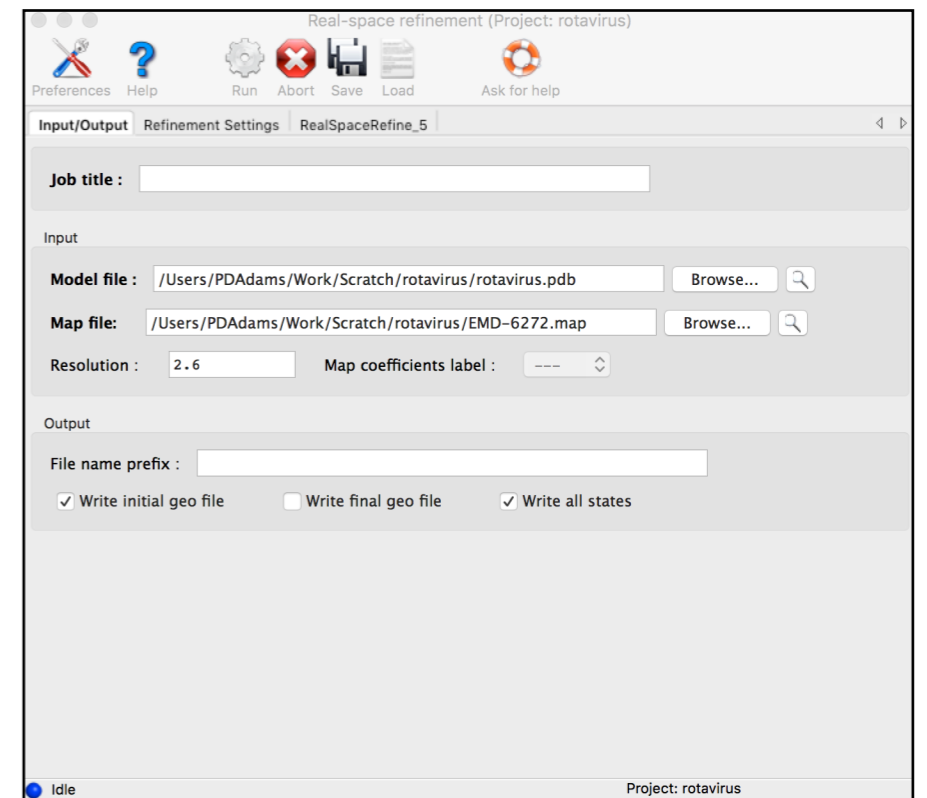 Real-space refinement (Project: rotavirus)
Preferences Help Run Abort Save Load Ask for help
Input/Output Refinement Settings RealSpaceRefine_5
Job title :
Input
Model file : /Users/PDAdams/Work/Scratch/rotavirus/rotavirus.pdb Browse...
Map file: /Users/PDAdams/Work/Scratch/rotavirus/EMD-6272.map Browse...
Resolution : 2.6 Map coefficients label : ---
Output
File name prefix :
Write initial geo file Write final geo file Write all states
Idle Project: rotavirus